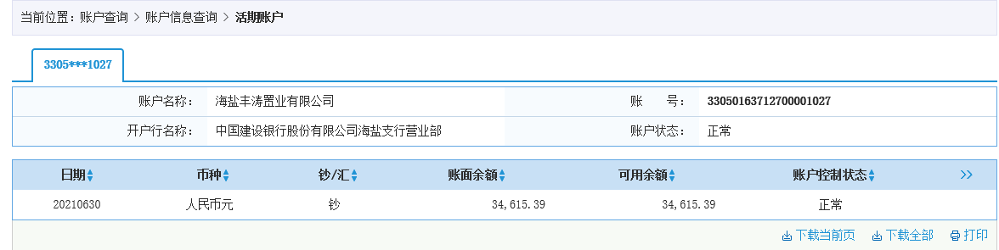 当前位置：账户查询 > 账户信息查询 > 活期账户
3305***1027
账户名称： 海盐丰涛置业有限公司 账 号： 33050163712700001027
开户行名称： 中国建设银行股份有限公司海盐支行营业部 账户状态： 正常
日期 币种 钞/汇 账面余额 可用余额 账户控制状态 >>
20210630 人民币元 钞 34,615.39 34,615.39 正常
下载当前页 下载全部 打印